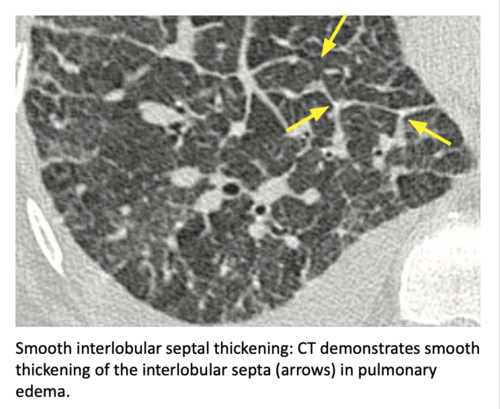 Smooth interlobular septal thickening: CT demonstrates smooth
thickening of the interlobular septa (arrows) in pulmonary
edema.